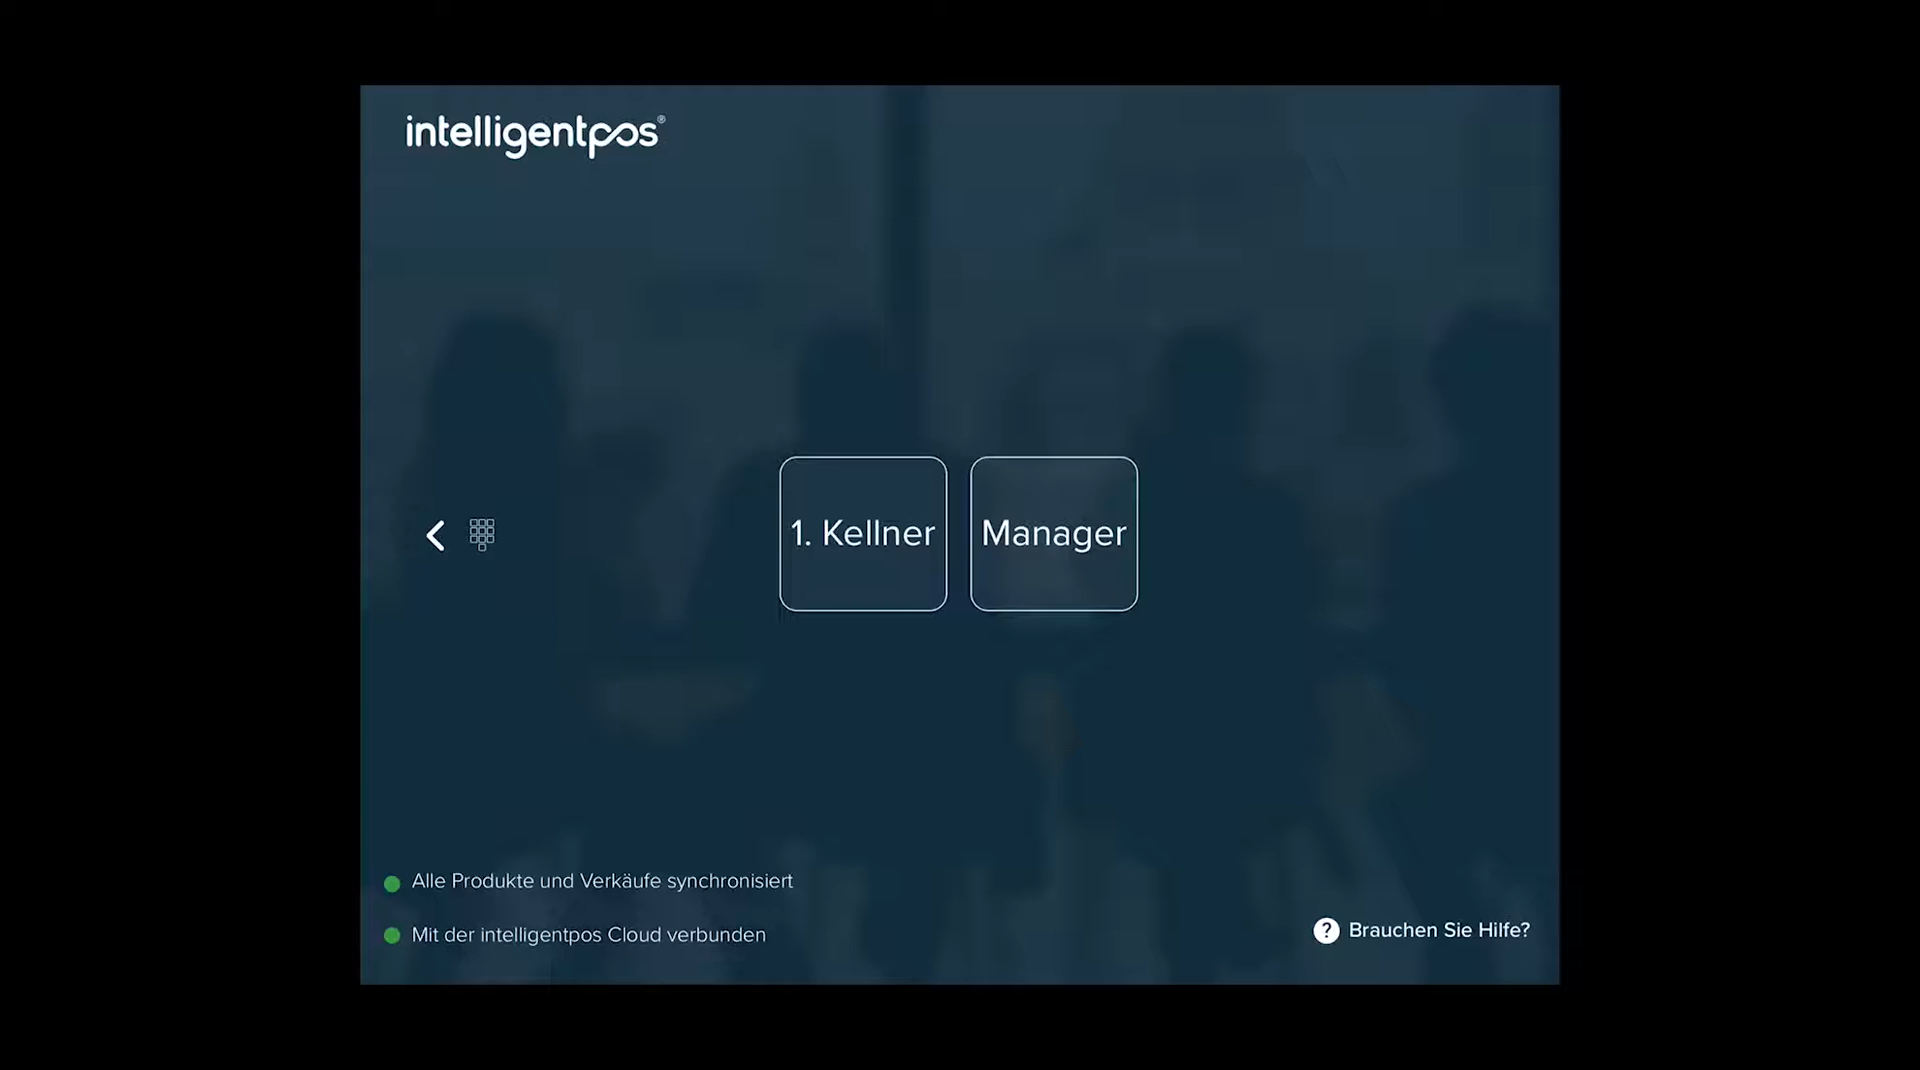 intelligentpos®
1. Kellner
Manager
Alle Produkte und Verkäufe synchronisiert
Mit der intelligentpos Cloud verbunden
? Brauchen Sie Hilfe?